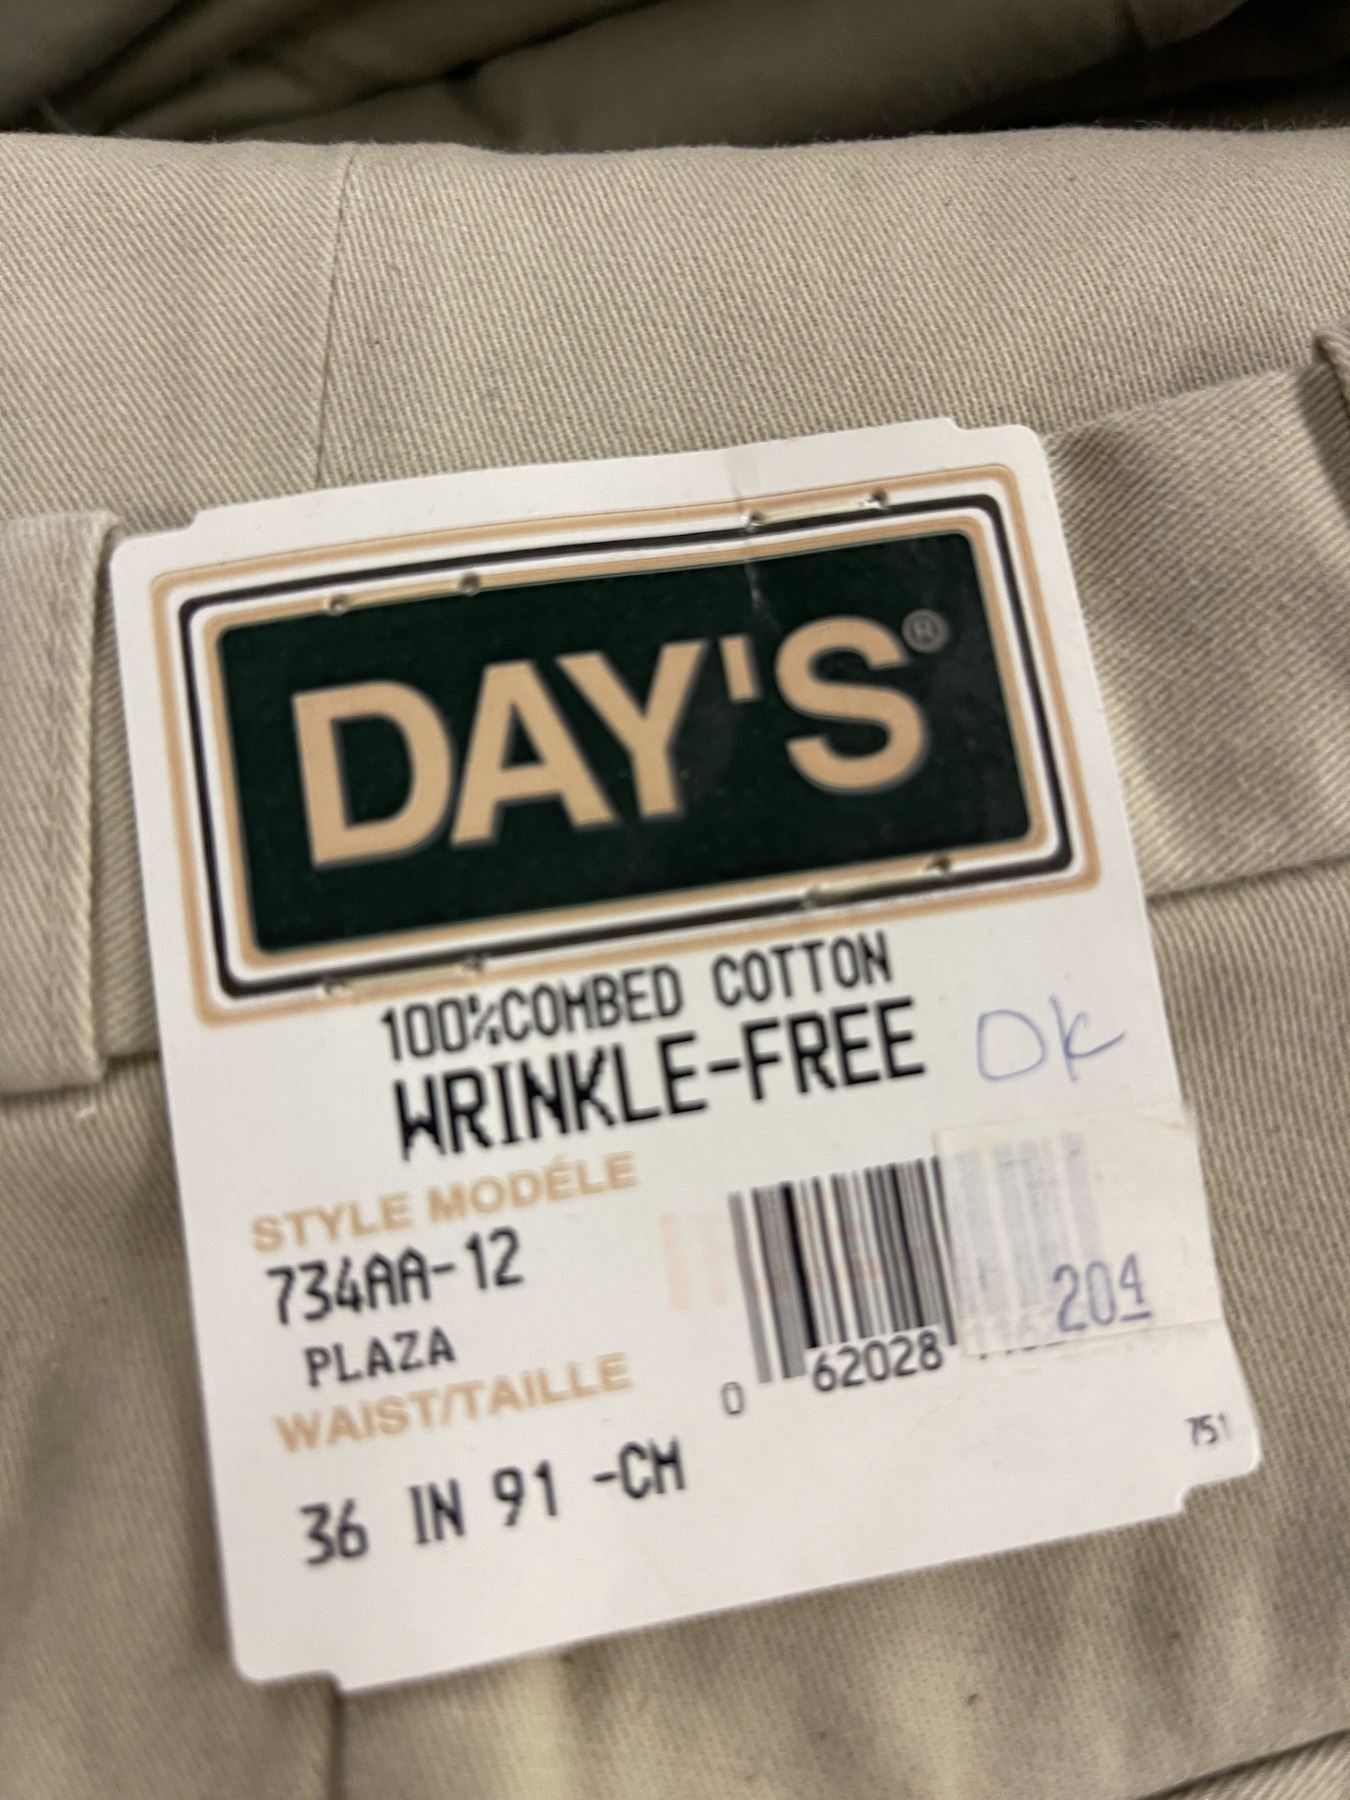 DAY'S®
100%COMBED COTTON
WRINKLE-FREE
Ok
STYLE MODÉLE
734AA-12
PLAZA
WAIST/TAILLE
36 IN 91 -CM
0 62028
204
751